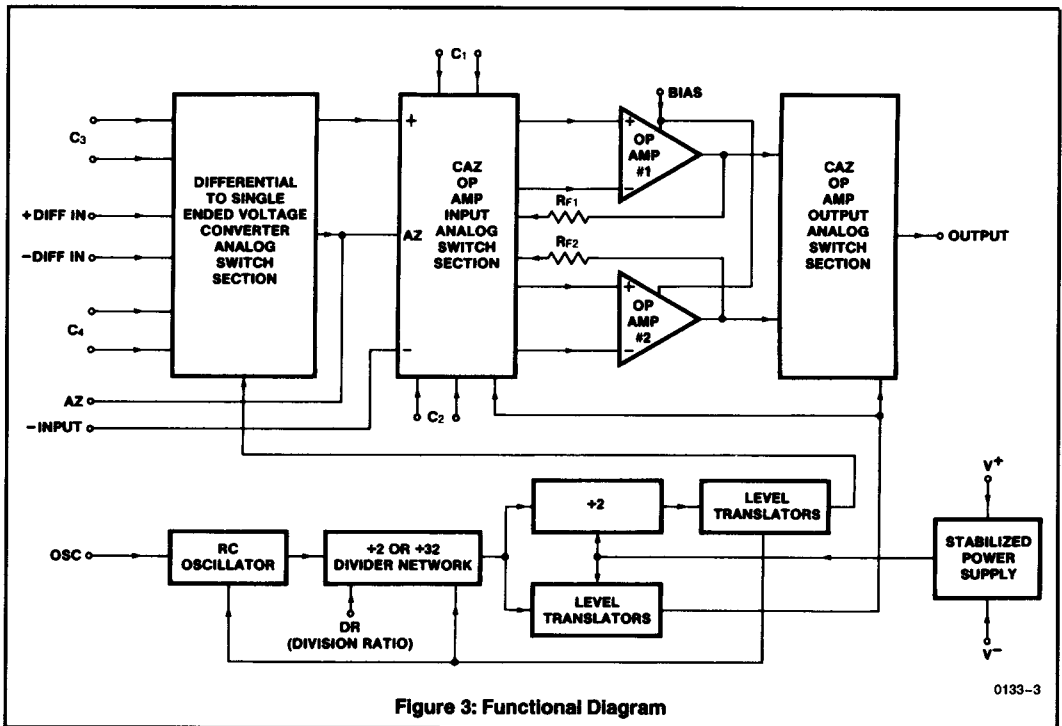 C1
BIAS
C3
+DIFF IN
-DIFF IN
C4
AZ
-INPUT
DIFFERENTIAL
TO SINGLE
ENDED VOLTAGE
CONVERTER
ANALOG
SWITCH
SECTION
+
AZ
-
CAZ
OP
AMP
INPUT
ANALOG
SWITCH
SECTION
C2
+
-
OP
AMP
#1
RF1
RF2
+
-
OP
AMP
#2
CAZ
OP AMP
OUTPUT
ANALOG
SWITCH
SECTION
OUTPUT
OSC
RC
OSCILLATOR
+2 OR +32
DIVIDER NETWORK
DR
(DIVISION RATIO)
+2
LEVEL
TRANSLATORS
LEVEL
TRANSLATORS
V+
STABILIZED
POWER
SUPPLY
V-
0133-3
Figure 3: Functional Diagram